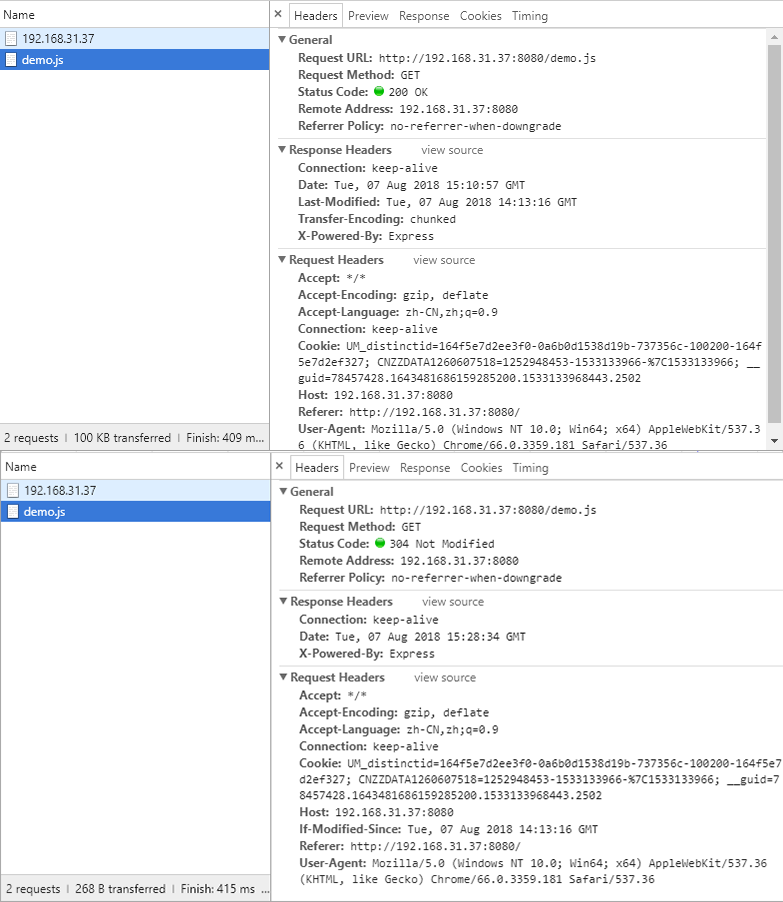 Name
192.168.31.37
demo.js
2 requests | 100 KB transferred | Finish: 409 m...
× Headers Preview Response Cookies Timing
▼ General
Request URL: http://192.168.31.37:8080/demo.js
Request Method: GET
Status Code: 200 OK
Remote Address: 192.168.31.37:8080
Referrer Policy: no-referrer-when-downgrade
▼ Response Headers view source
Connection: keep-alive
Date: Tue, 07 Aug 2018 15:10:57 GMT
Last-Modified: Tue, 07 Aug 2018 14:13:16 GMT
Transfer-Encoding: chunked
X-Powered-By: Express
▼ Request Headers view source
Accept: */*
Accept-Encoding: gzip, deflate
Accept-Language: zh-CN,zh;q=0.9
Connection: keep-alive
Cookie: UM_distinctid=164f5e7d2ee3f0-0a6b0d1538d19b-737356c-100200-164f
5e7d2ef327; CNZZDATA1260607518=1252948453-1533133966-%7C1533133966; __
guid=78457428.1643481686159285200.1533133968443.2502
Host: 192.168.31.37:8080
Referer: http://192.168.31.37:8080/
User-Agent: Mozilla/5.0 (Windows NT 10.0; Win64; x64) AppleWebKit/537.3
6 (KHTML, like Gecko) Chrome/66.0.3359.181 Safari/537.36
Name
192.168.31.37
demo.js
2 requests | 268 B transferred | Finish: 415 ms ...
× Headers Preview Response Cookies Timing
▼ General
Request URL: http://192.168.31.37:8080/demo.js
Request Method: GET
Status Code: 304 Not Modified
Remote Address: 192.168.31.37:8080
Referrer Policy: no-referrer-when-downgrade
▼ Response Headers view source
Connection: keep-alive
Date: Tue, 07 Aug 2018 15:28:34 GMT
X-Powered-By: Express
▼ Request Headers view source
Accept: */*
Accept-Encoding: gzip, deflate
Accept-Language: zh-CN,zh;q=0.9
Connection: keep-alive
Cookie: UM_distinctid=164f5e7d2ee3f0-0a6b0d1538d19b-737356c-100200-164f5e7
d2ef327; CNZZDATA1260607518=1252948453-1533133966-%7C1533133966; __guid=7
8457428.1643481686159285200.1533133968443.2502
Host: 192.168.31.37:8080
If-Modified-Since: Tue, 07 Aug 2018 14:13:16 GMT
Referer: http://192.168.31.37:8080/
User-Agent: Mozilla/5.0 (Windows NT 10.0; Win64; x64) AppleWebKit/537.36
(KHTML, like Gecko) Chrome/66.0.3359.181 Safari/537.36